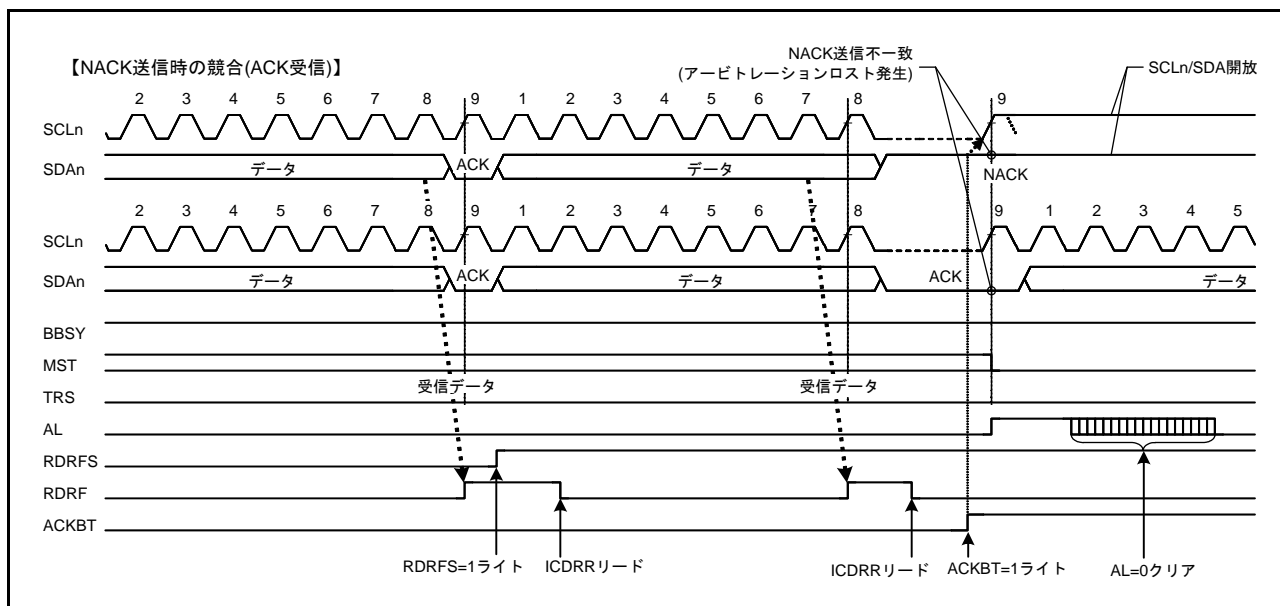 【NACK送信時の競合(ACK受信)】
NACK送信不一致
(アービトレーションロスト発生)
SCLn/SDA開放
2 3 4 5 6 7 8 9 1 2 3 4 5 6 7 8 9
SCLn
SDAn
データ ACK データ NACK
2 3 4 5 6 7 8 9 1 2 3 4 5 6 7 8 9 1 2 3 4 5
SCLn
SDAn
データ ACK データ ACK データ
BBSY
MST
受信データ 受信データ
TRS
AL
RDRFS
RDRF
ACKBT
RDRFS=1ライト ICDRRリード ICDRRリード ACKBT=1ライト AL=0クリア